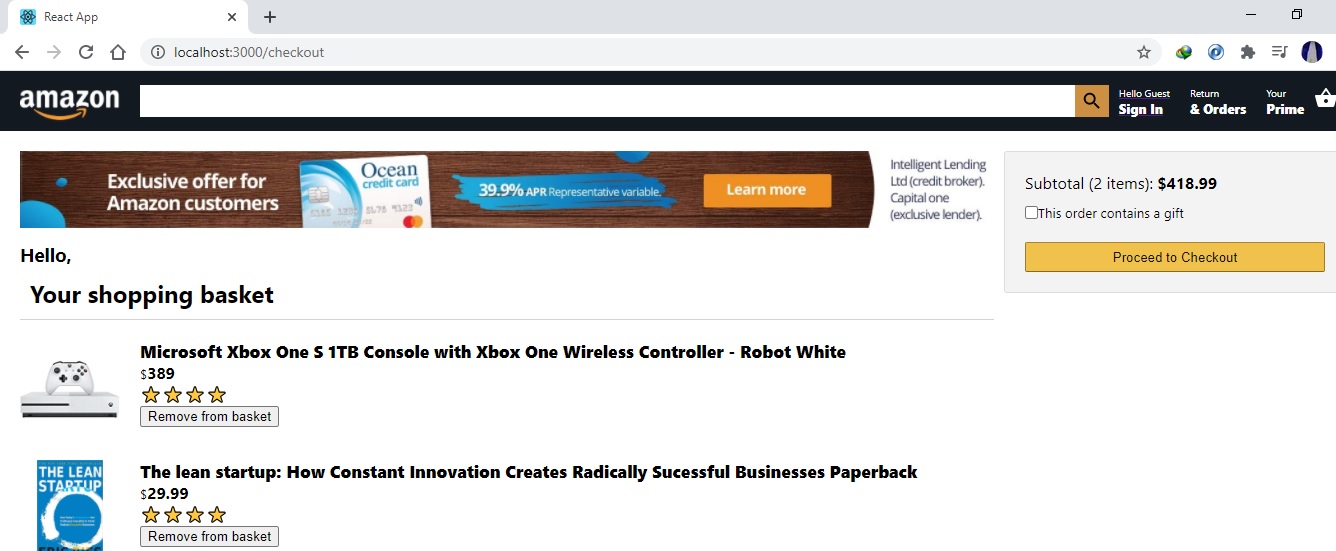 React App
localhost:3000/checkout
amazon
Hello Guest
Sign In
Return
& Orders
Your
Prime
Exclusive offer for
Amazon customers
Ocean
credit card
39.9% APR Representative variable.
Learn more
Intelligent Lending
Ltd (credit broker).
Capital one
(exclusive lender).
Subtotal (2 items): $418.99
This order contains a gift
Proceed to Checkout
Hello,
Your shopping basket
Microsoft Xbox One S 1TB Console with Xbox One Wireless Controller - Robot White
$389
Remove from basket
THE LEAN
STARTUP
The lean startup: How Constant Innovation Creates Radically Sucessful Businesses Paperback
$29.99
Remove from basket